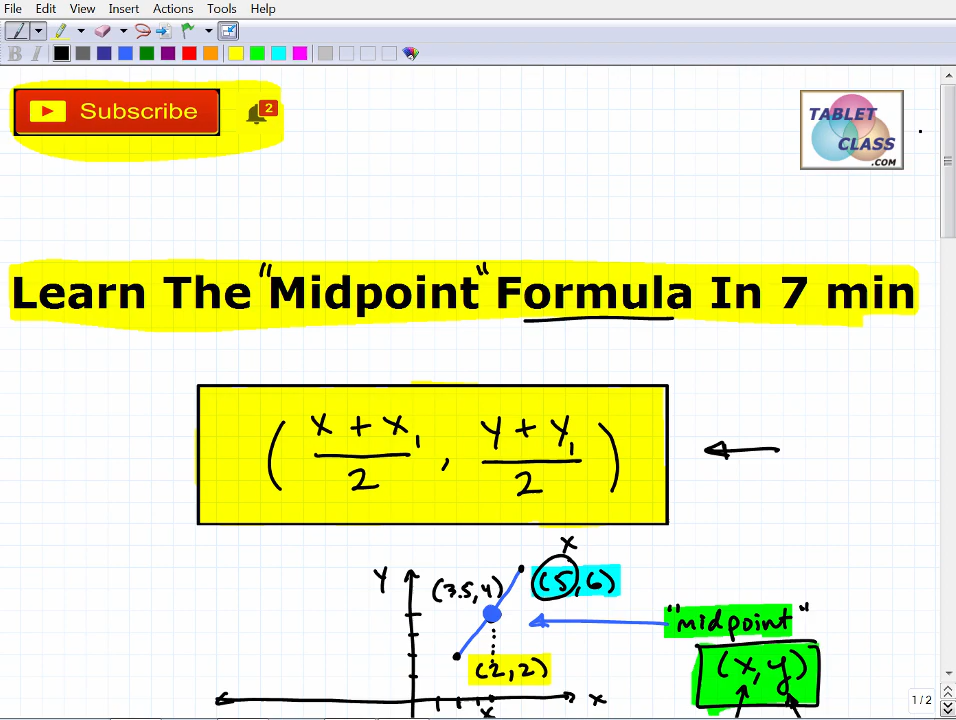 File Edit View Insert Actions Tools Help
B I
Subscribe
2
TABLET
CLASS
.COM
Learn The "Midpoint" Formula In 7 min
( x + x₁ / 2 , y + y₁ / 2 )
x
Y
(3.5,4)
(5,6)
"midpoint"
(2,2)
(x,y)
x
x
1 / 2